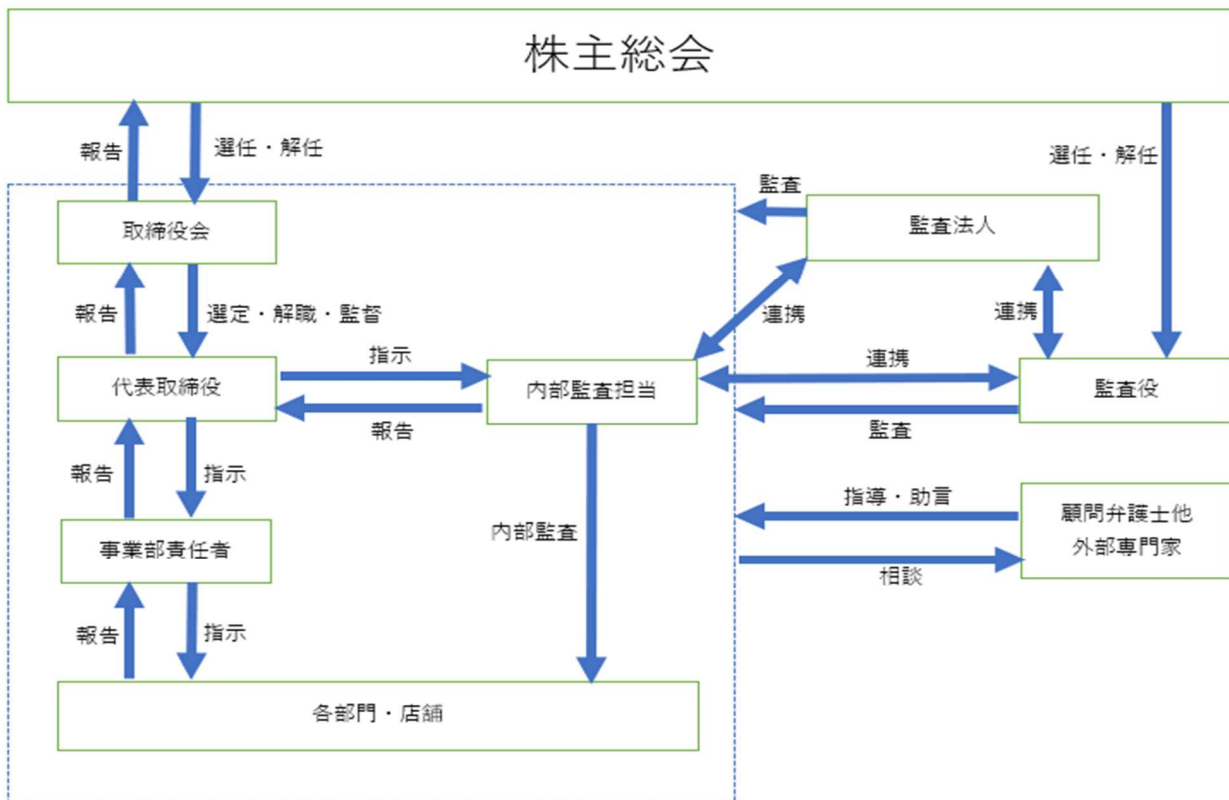 株主総会
報告
選任・解任
選任・解任
監査
取締役会
監査法人
報告
選定・解職・監督
連携
連携
指示
連携
代表取締役
内部監査担当
監査役
報告
監査
報告
指示
指導・助言
顧問弁護士他
外部専門家
事業部責任者
内部監査
相談
報告
指示
各部門・店舗